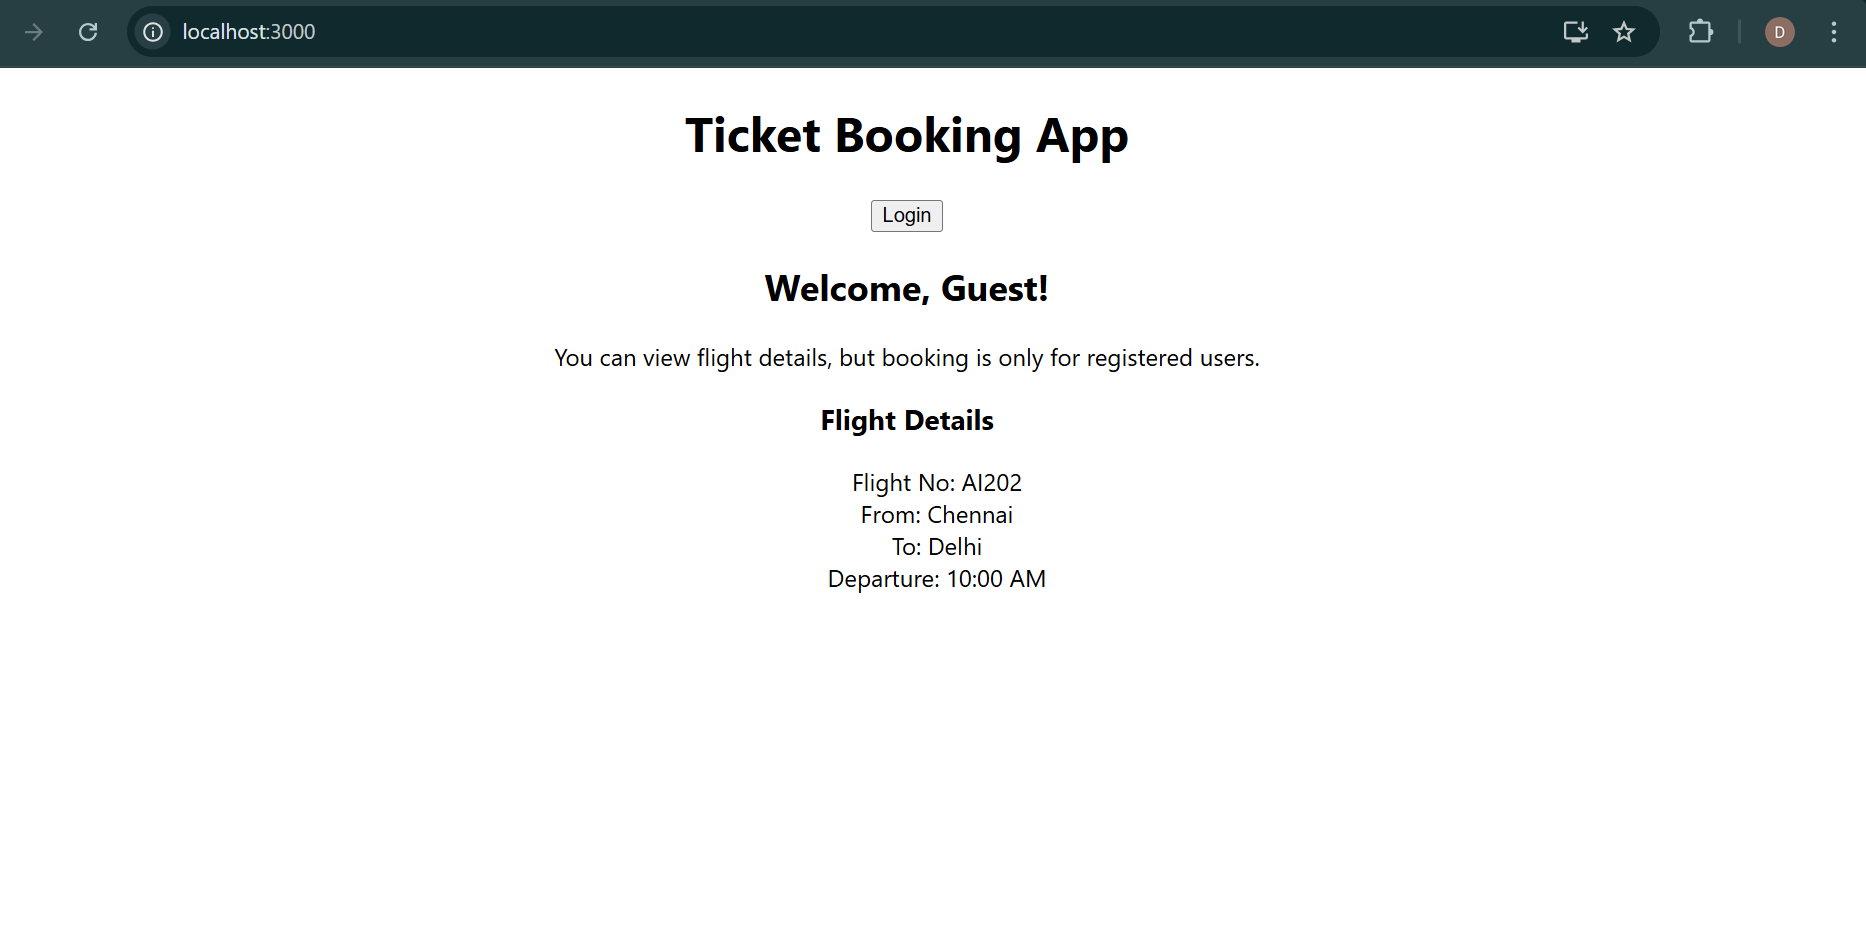 localhost:3000
D
Ticket Booking App
Login
Welcome, Guest!
You can view flight details, but booking is only for registered users.
Flight Details
Flight No: AI202
From: Chennai
To: Delhi
Departure: 10:00 AM